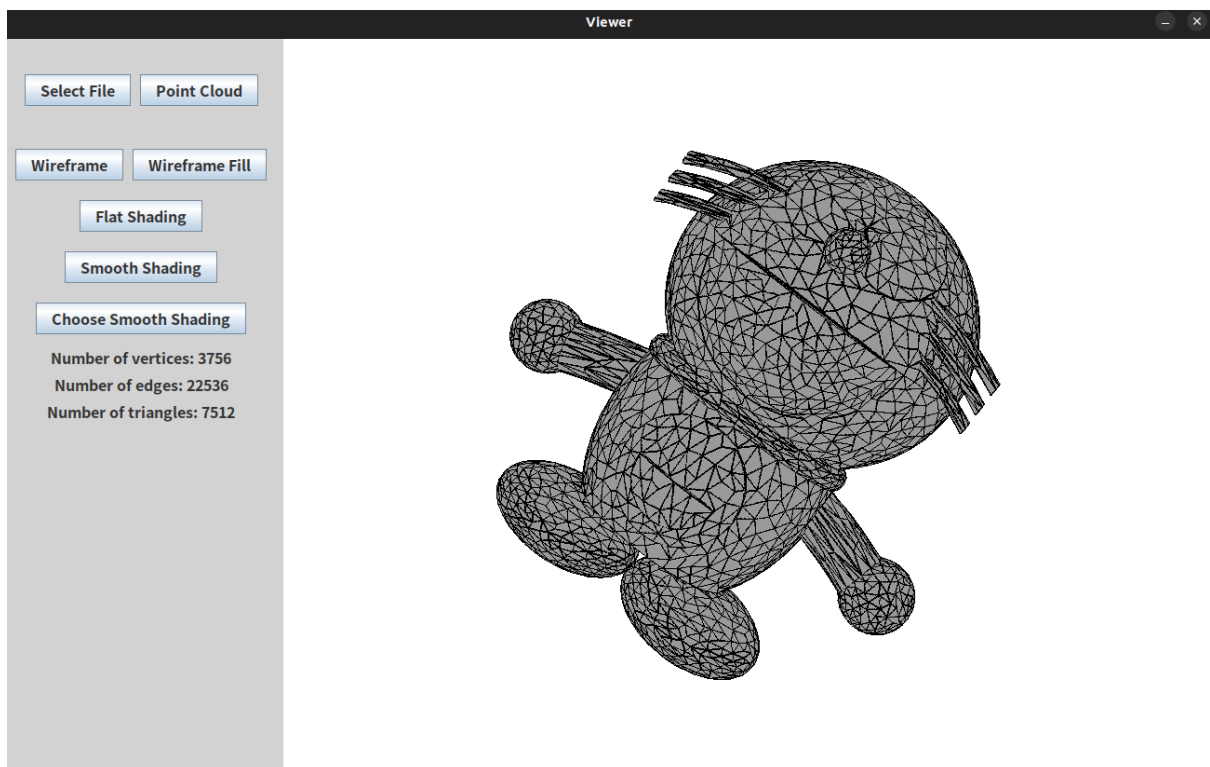 Viewer
Select File Point Cloud
Wireframe Wireframe Fill
Flat Shading
Smooth Shading
Choose Smooth Shading
Number of vertices: 3756
Number of edges: 22536
Number of triangles: 7512